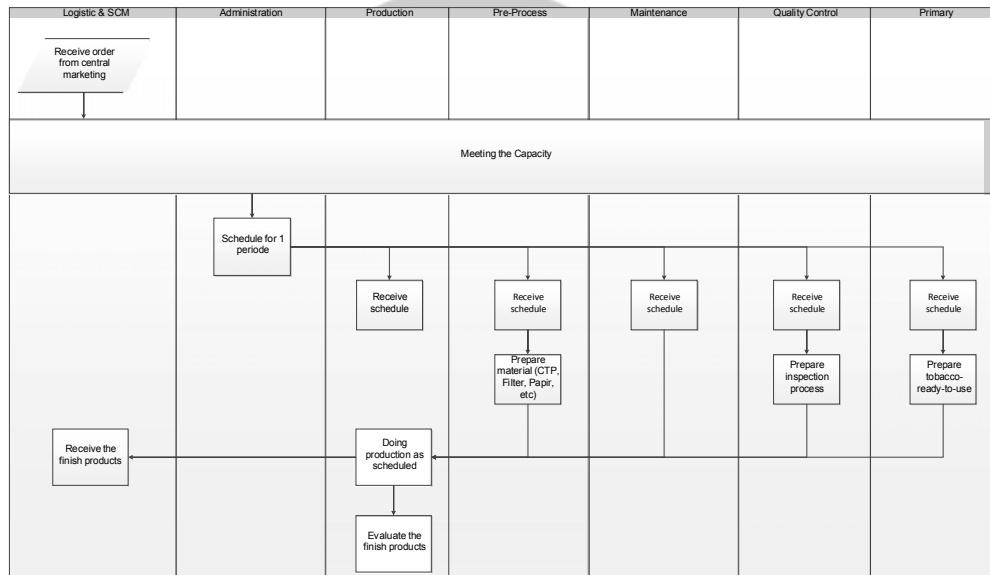 Logistic & SCM
Administration
Production
Pre-Process
Maintenance
Quality Control
Primary
Receive order
from central
marketing
Meeting the Capacity
Schedule for 1
periode
Receive
schedule
Receive
schedule
Receive
schedule
Receive
schedule
Receive
schedule
Prepare
material (CTP,
Filter, Papir,
etc)
Prepare
inspection
process
Prepare
tobacco-
ready-to-use
Receive the
finish products
Doing
production as
scheduled
Evaluate the
finish products